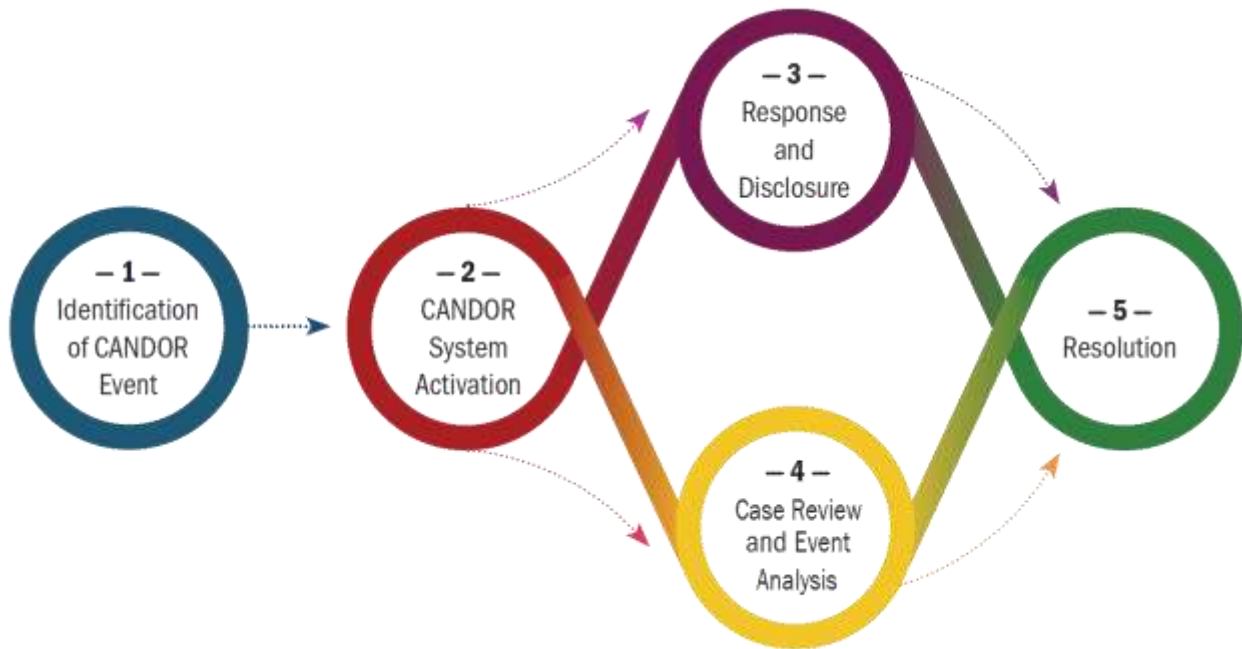 — 1 —
Identification
of CANDOR
Event
— 2 —
CANDOR
System
Activation
— 3 —
Response
and
Disclosure
— 4 —
Case Review
and Event
Analysis
— 5 —
Resolution